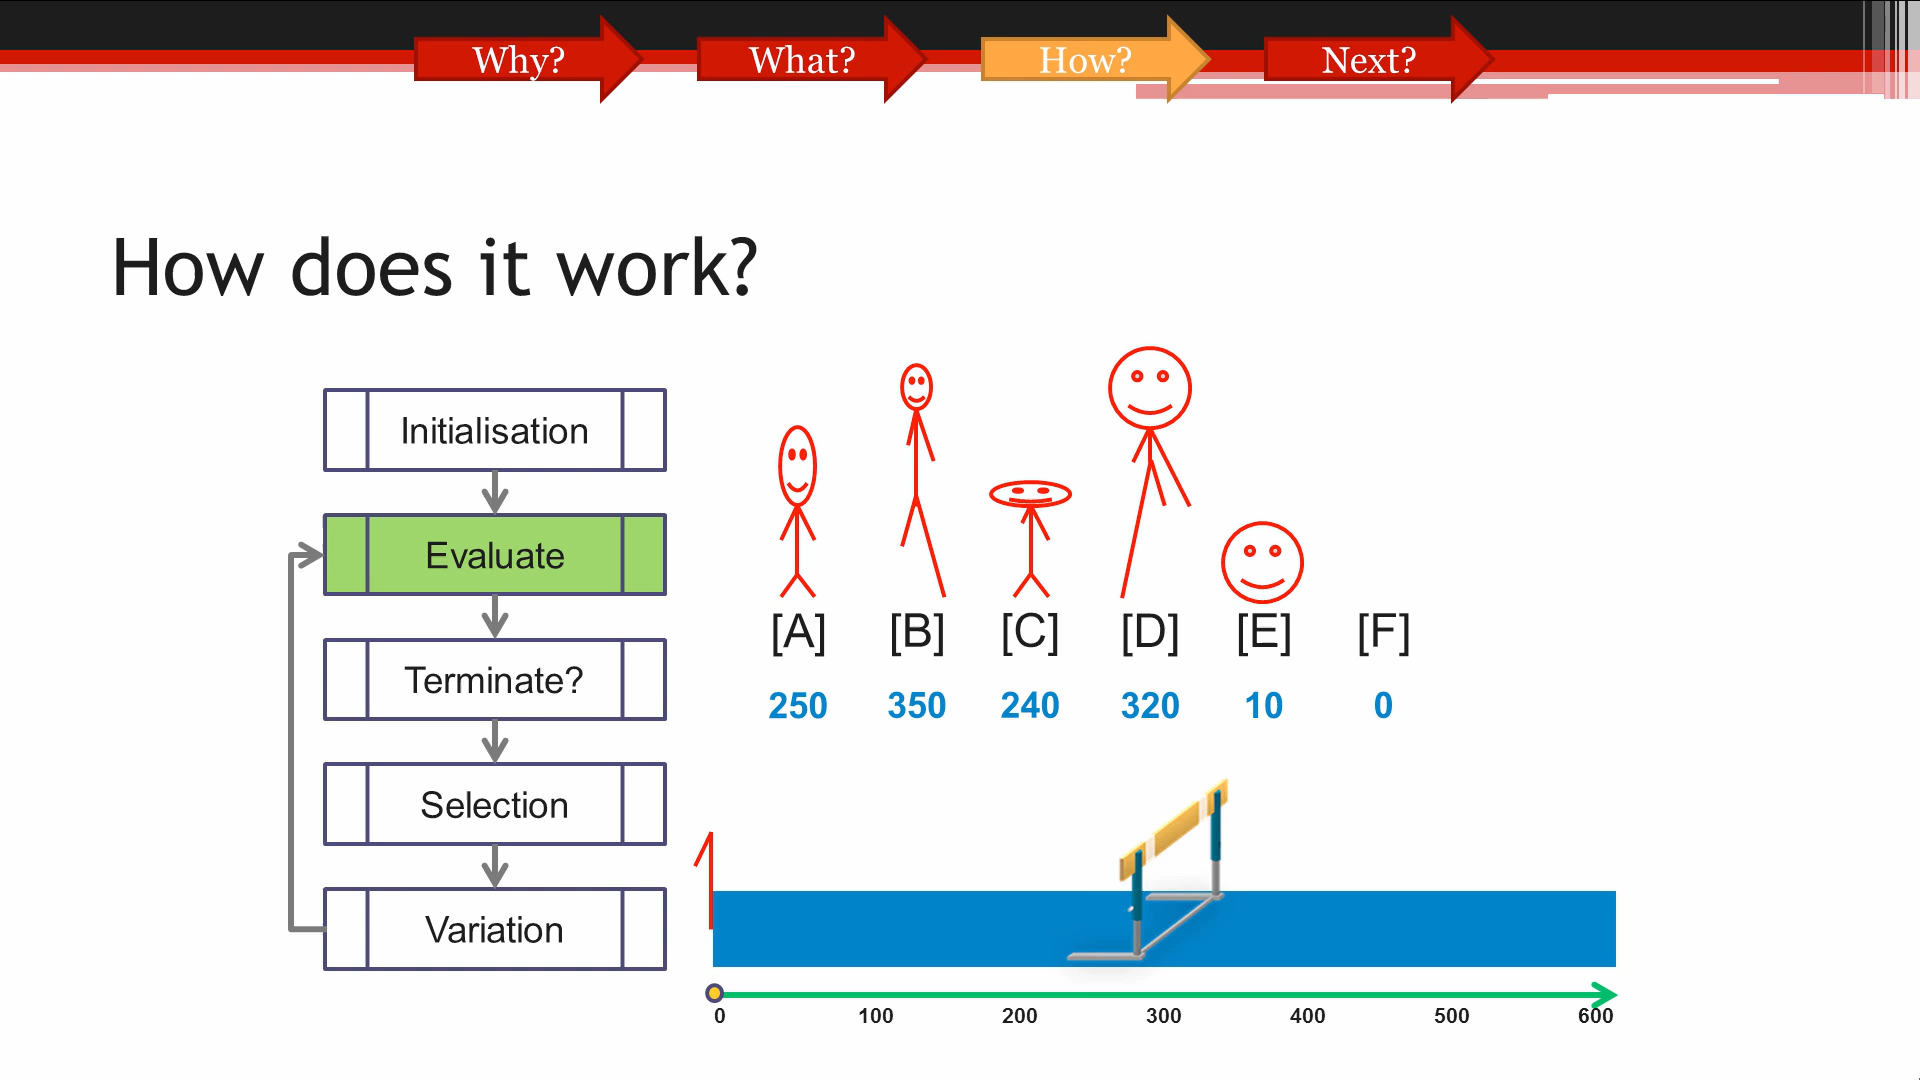 Why? What? How? Next?
How does it work?
Initialisation
Evaluate
Terminate?
Selection
Variation
[A] [B] [C] [D] [E] [F]
250 350 240 320 10 0
0 100 200 300 400 500 600